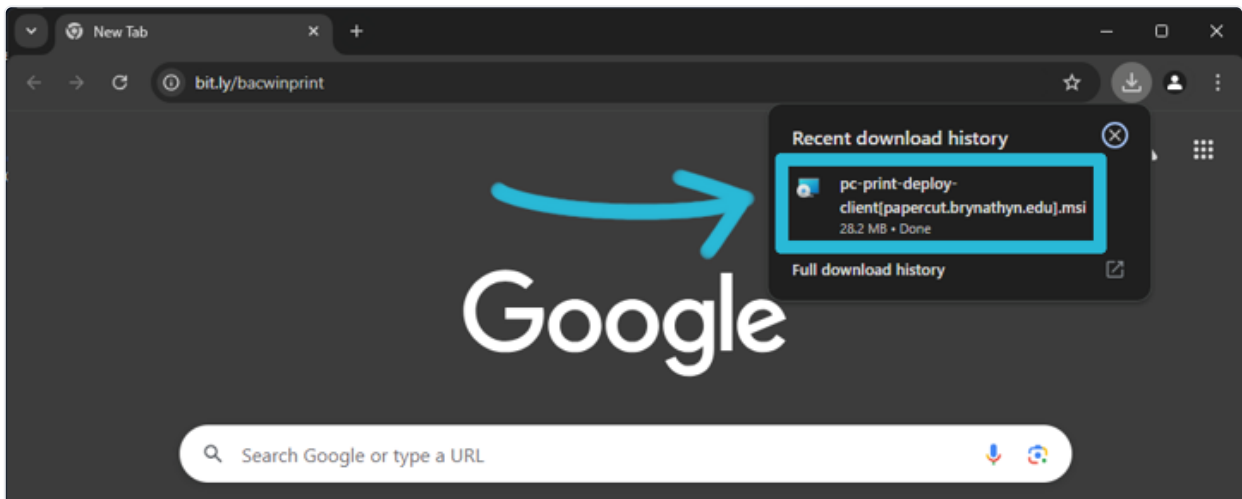 New Tab
bit.ly/bacwinprint
Recent download history
pc-print-deploy-
client[papercut.brynathyn.edu].msi
28.2 MB • Done
Full download history
Google
Search Google or type a URL